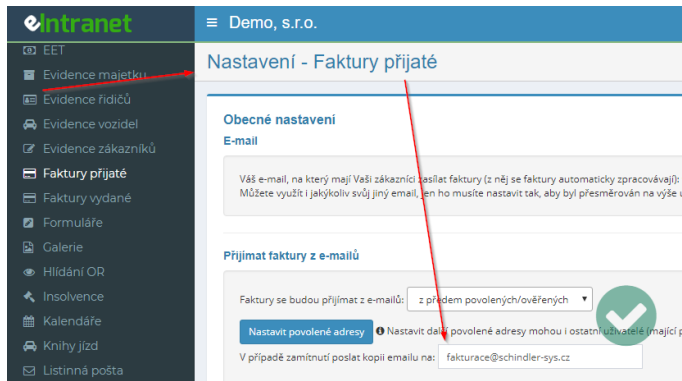 eIntranet
Demo, s.r.o.
EET
Evidence majetku
Evidence řidičů
Evidence vozidel
Evidence zákazníků
Faktury přijaté
Faktury vydané
Formuláře
Galerie
Hlídání OR
Insolvence
Kalendáře
Knihy jízd
Listinná pošta
Nastavení - Faktury přijaté
Obecné nastavení
E-mail
Váš e-mail, na který mají Vaši zákazníci zasílat faktury (z něj se faktury automaticky zpracovávají):
Můžete využít i jakýkoliv svůj jiný email, jen ho musíte nastavit tak, aby byl přesměrován na výše u
Přijímat faktury z e-mailů
Faktury se budou přijímat z e-mailů: z předem povolených/ověřených
Nastavit povolené adresy Nastavit další povolené adresy mohou i ostatní uživatelé (mající p
V případě zamítnutí poslat kopii emailu na: fakturace@schindler-sys.cz